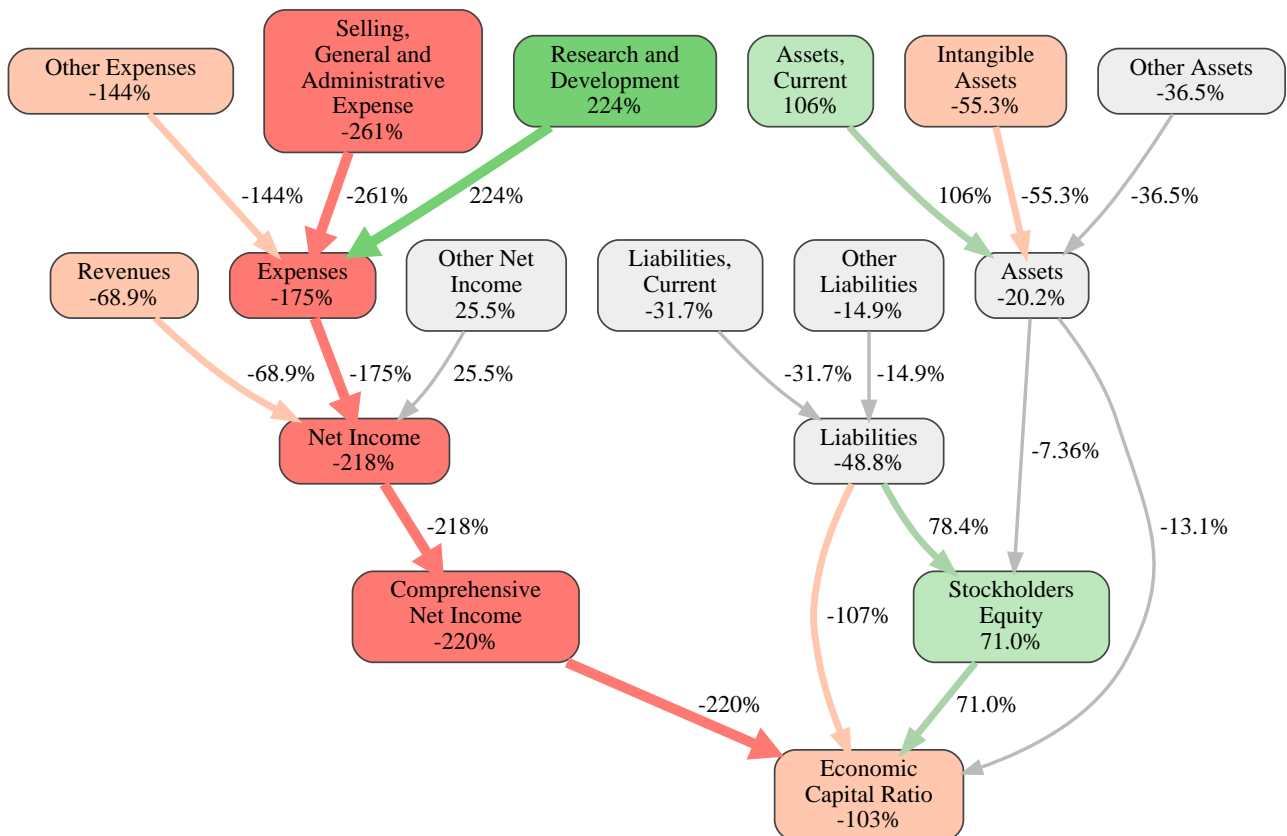 Selling,
General and
Administrative
Expense
-261%
Other Expenses
-144%
Research and
Development
224%
Assets,
Current
106%
Intangible
Assets
-55.3%
Other Assets
-36.5%
-144%
-261%
224%
106%
-55.3%
-36.5%
Revenues
-68.9%
Expenses
-175%
Other Net
Income
25.5%
Liabilities,
Current
-31.7%
Other
Liabilities
-14.9%
Assets
-20.2%
-68.9%
-175%
25.5%
-31.7%
-14.9%
Net Income
-218%
Liabilities
-48.8%
-7.36%
-218%
78.4%
-13.1%
Comprehensive
Net Income
-220%
-107%
Stockholders
Equity
71.0%
-220%
71.0%
Economic
Capital Ratio
-103%